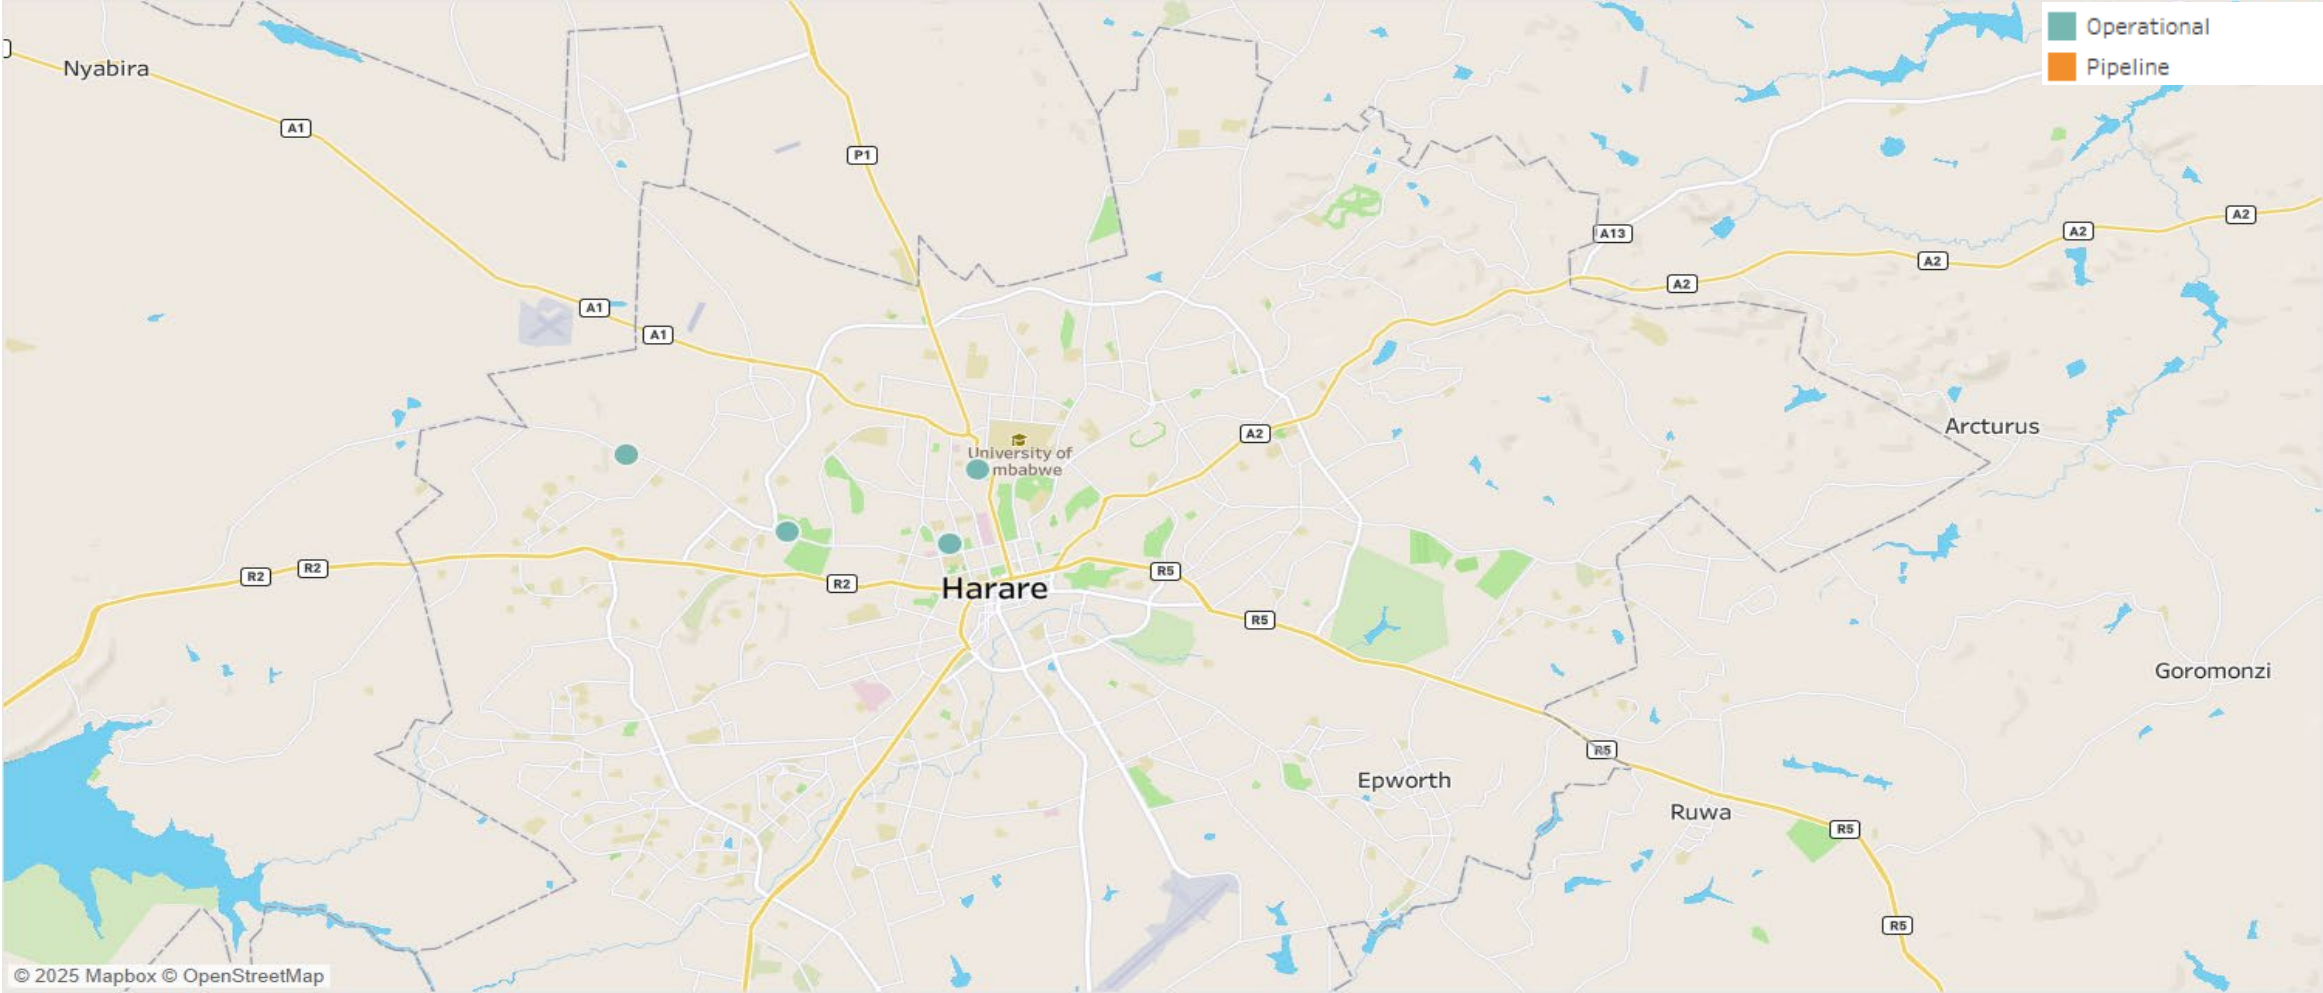 Operational
Pipeline
Nyabira
A1
P1
A2
A2
A13
A2
A2
A1
A1
Arcturus
A2
University of
mbabwe
R2
R2
R2
R5
Harare
R5
Goromonzi
R5
Epworth
Ruwa
R5
R5
© 2025 Mapbox © OpenStreetMap